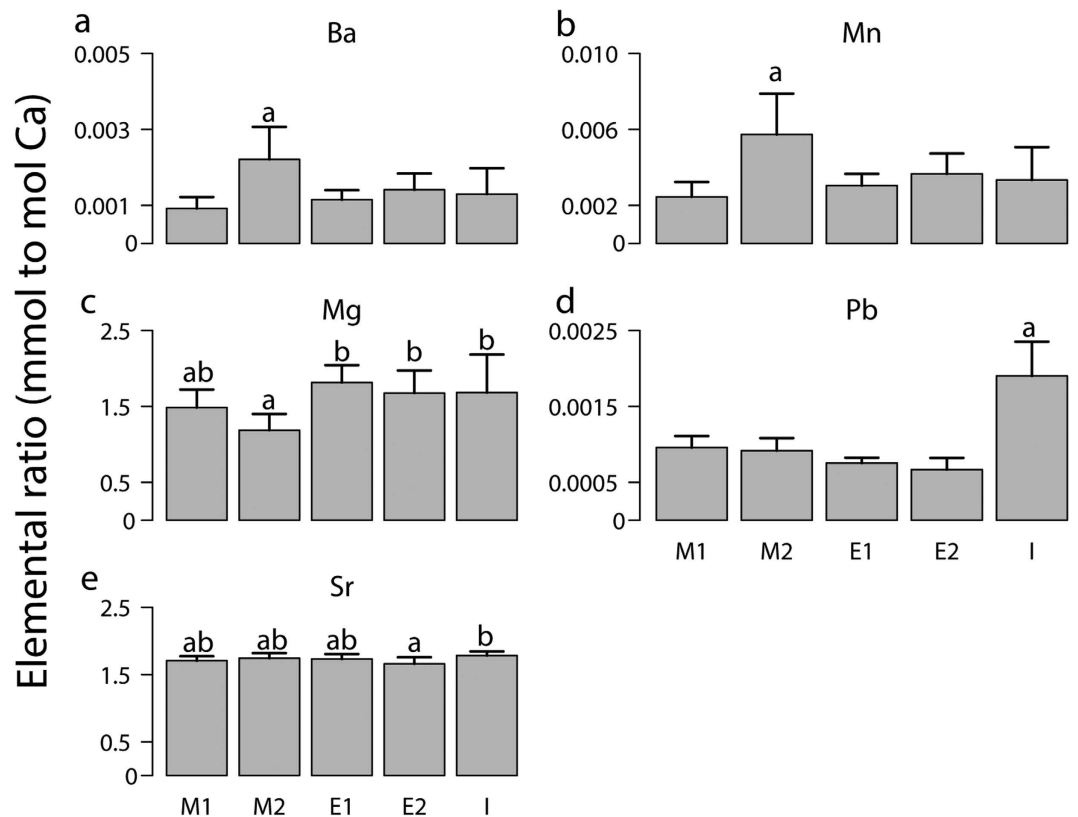 Elemental ratio (mmol to mol Ca)
a
Ba
0.005
0.003
0.001
0
a
b
Mn
0.010
0.006
0.002
0
a
c
Mg
2.5
1.5
0.5
0
ab
a
b
b
b
d
Pb
0.0025
0.0015
0.0005
0
a
M1 M2 E1 E2 I
e
Sr
2.5
1.5
0.5
0
ab
ab
ab
a
b
M1 M2 E1 E2 I